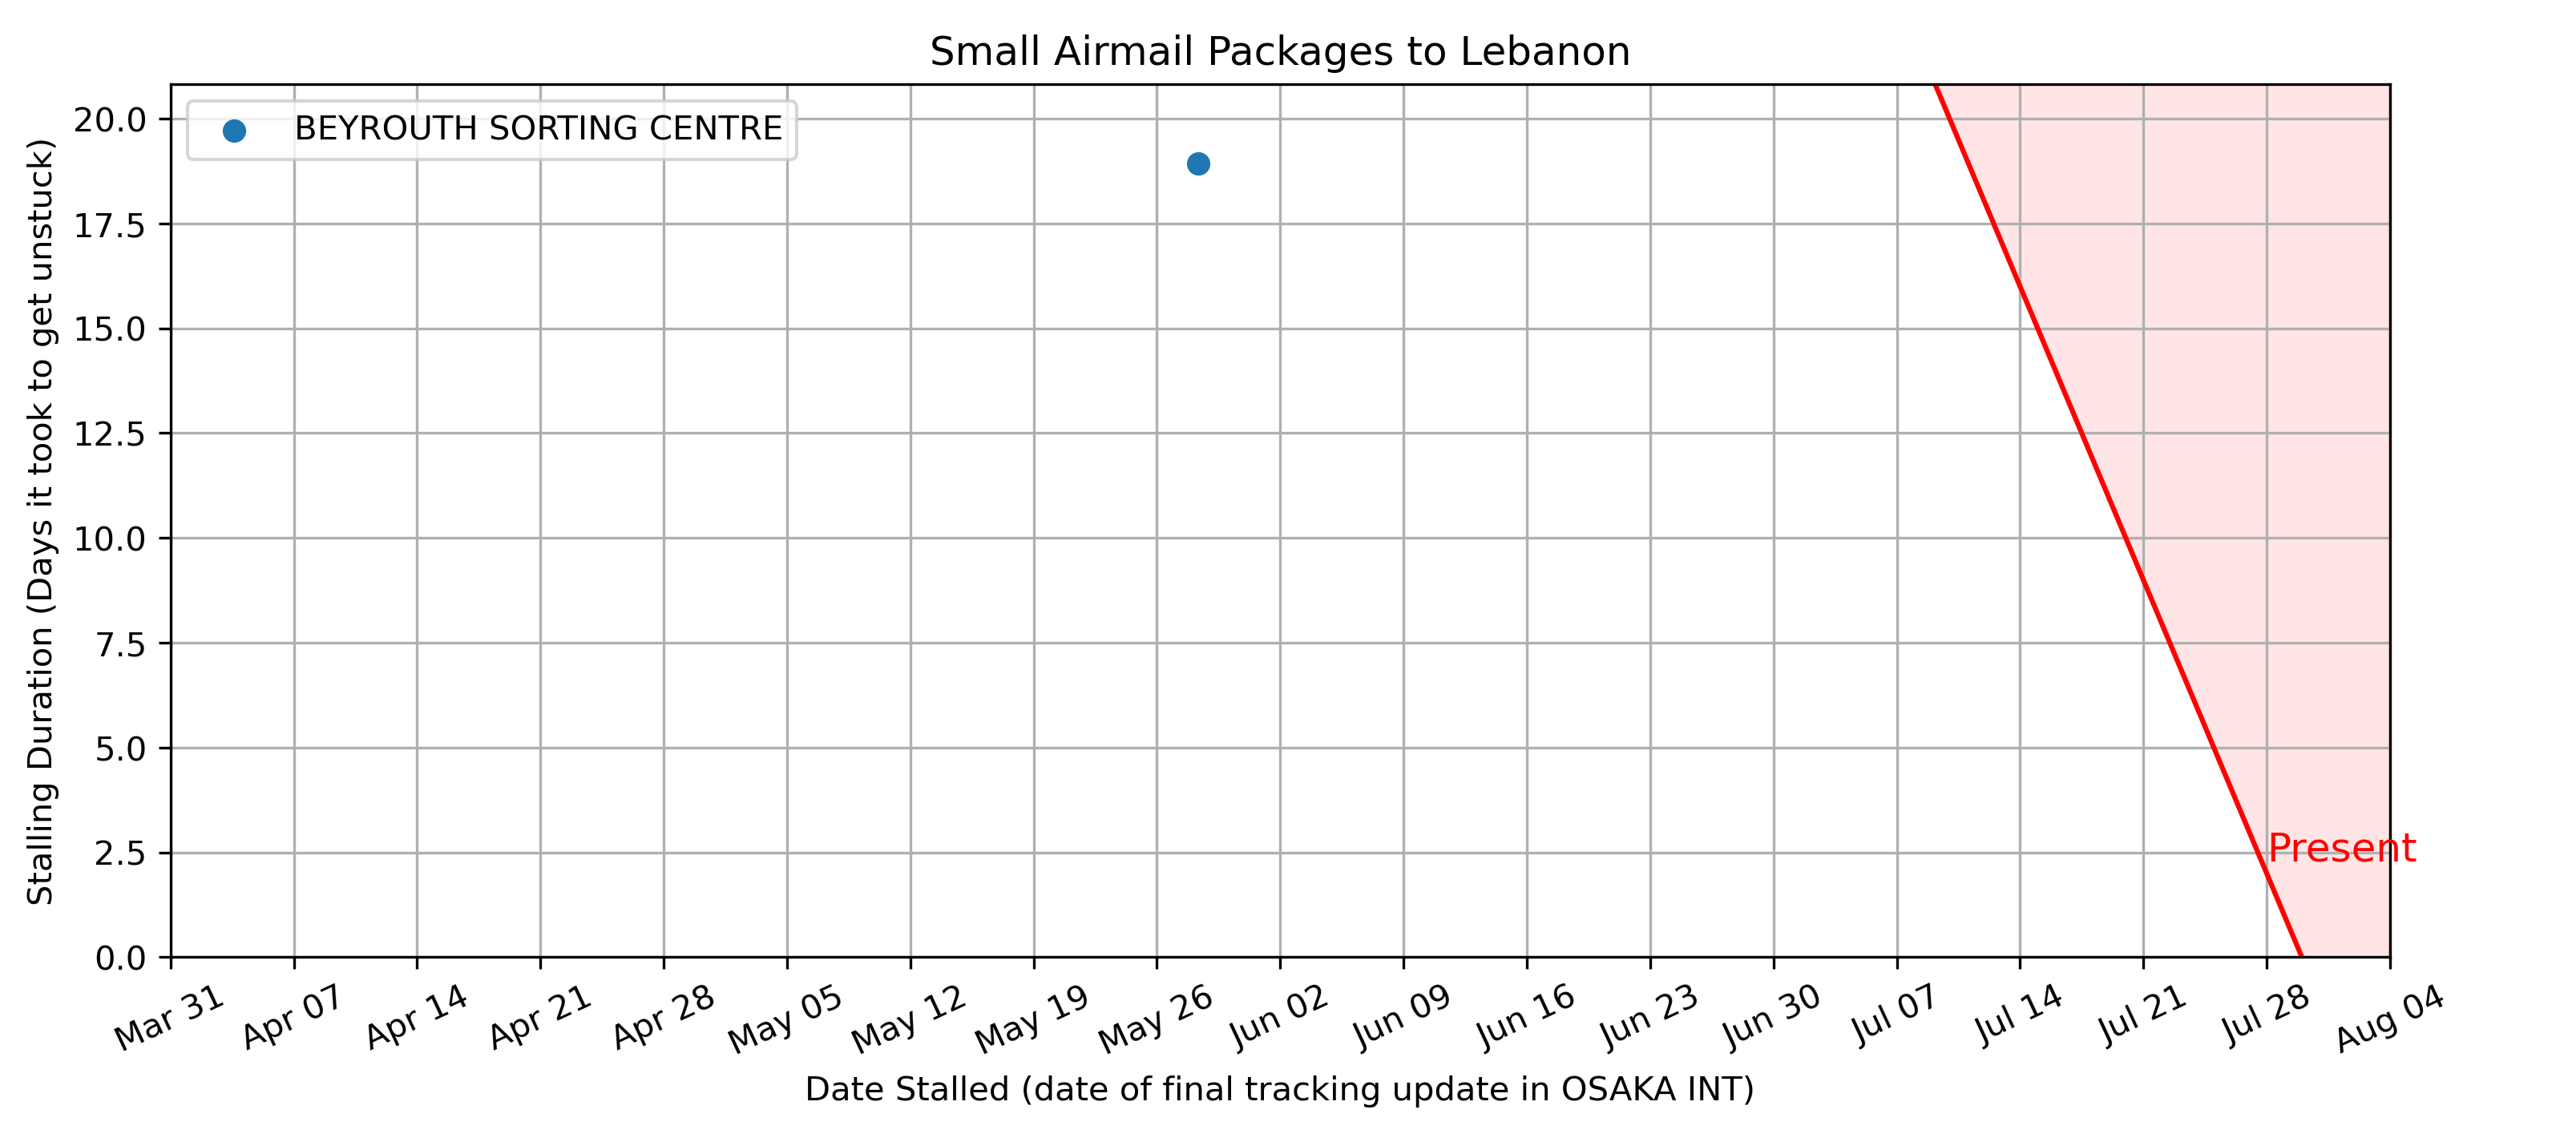 Small Airmail Packages to Lebanon
BEYROUTH SORTING CENTRE
Stalling Duration (Days it took to get unstuck)
20.0
17.5
15.0
12.5
10.0
7.5
5.0
2.5
0.0
Present
Mar 31 Apr 07 Apr 14 Apr 21 Apr 28 May 05 May 12 May 19 May 26 Jun 02 Jun 09 Jun 16 Jun 23 Jun 30 Jul 07 Jul 14 Jul 21 Jul 28 Aug 04
Date Stalled (date of final tracking update in OSAKA INT)